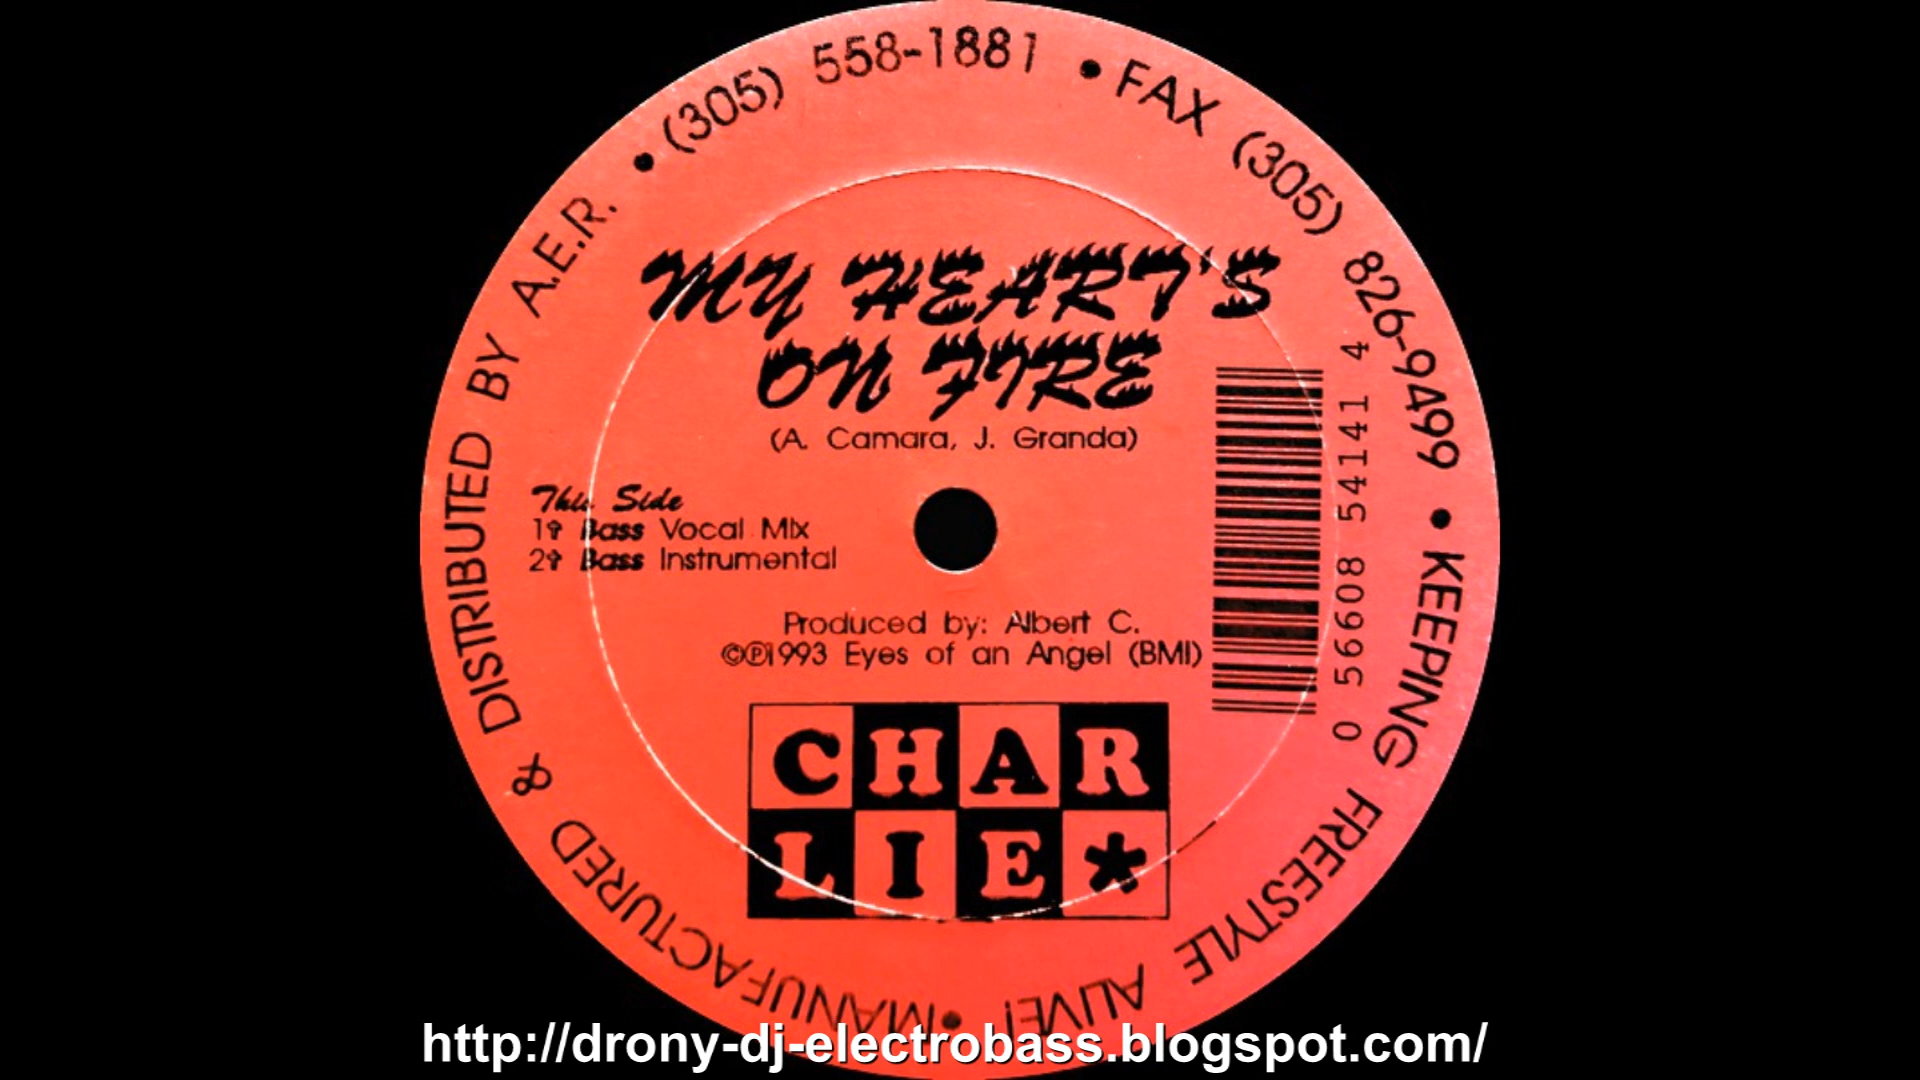 • MANUFACTURED & DISTRIBUTED BY A.E.R. • (305) 558-1881 • FAX (305) 826-9499 • KEEPING FREESTYLE ALIVE!
MY HEART'S
ON FIRE
(A. Camara, J. Granda)
This Side
1✞ Bass Vocal Mix
2✞ Bass Instrumental
Produced by: Albert C.
©℗1993 Eyes of an Angel (BMI)
0 56608 54141 4
CHAR
LIE*
http://drony-dj-electrobass.blogspot.com/